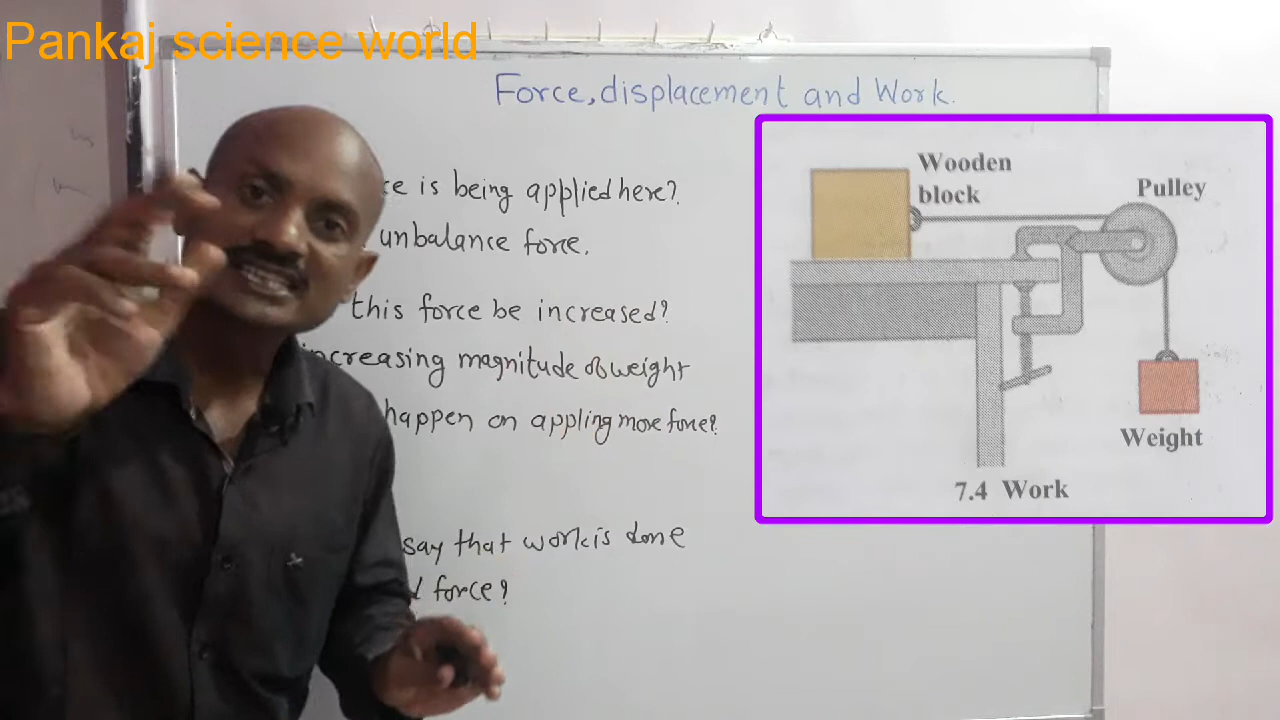 Pankaj science world
Force, displacement and Work.
is being applied here?
unbalance force.
this force be increased?
increasing magnitude of weight
happen on appling more force?
say that work is done
force?
Wooden
block
Pulley
Weight
7.4 Work